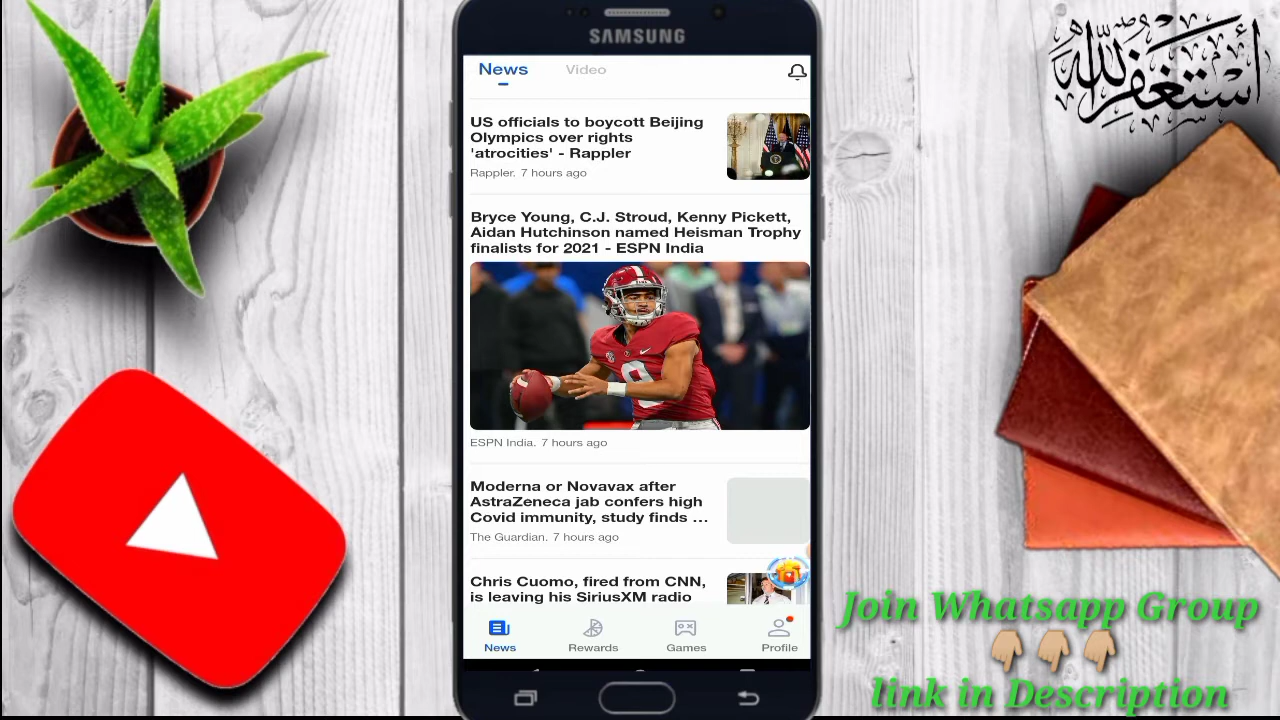 SAMSUNG
أستغفر الله
News
Video
US officials to boycott Beijing
Olympics over rights
'atrocities' - Rappler
Rappler. 7 hours ago
Bryce Young, C.J. Stroud, Kenny Pickett,
Aidan Hutchinson named Heisman Trophy
finalists for 2021 - ESPN India
9
ESPN India. 7 hours ago
Moderna or Novavax after
AstraZeneca jab confers high
Covid immunity, study finds ...
The Guardian. 7 hours ago
Chris Cuomo, fired from CNN,
is leaving his SiriusXM radio
News
Rewards
Games
Profile
Join Whatsapp Group
👇👇👇
link in Description